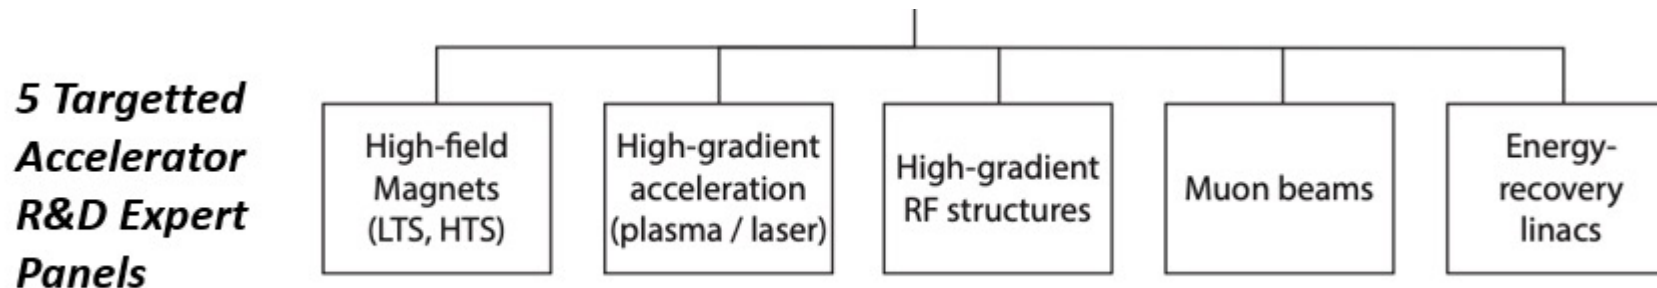 5 Targetted
Accelerator
R&D Expert
Panels
High-field
Magnets
(LTS, HTS)
High-gradient
acceleration
(plasma / laser)
High-gradient
RF structures
Muon beams
Energy-
recovery
linacs